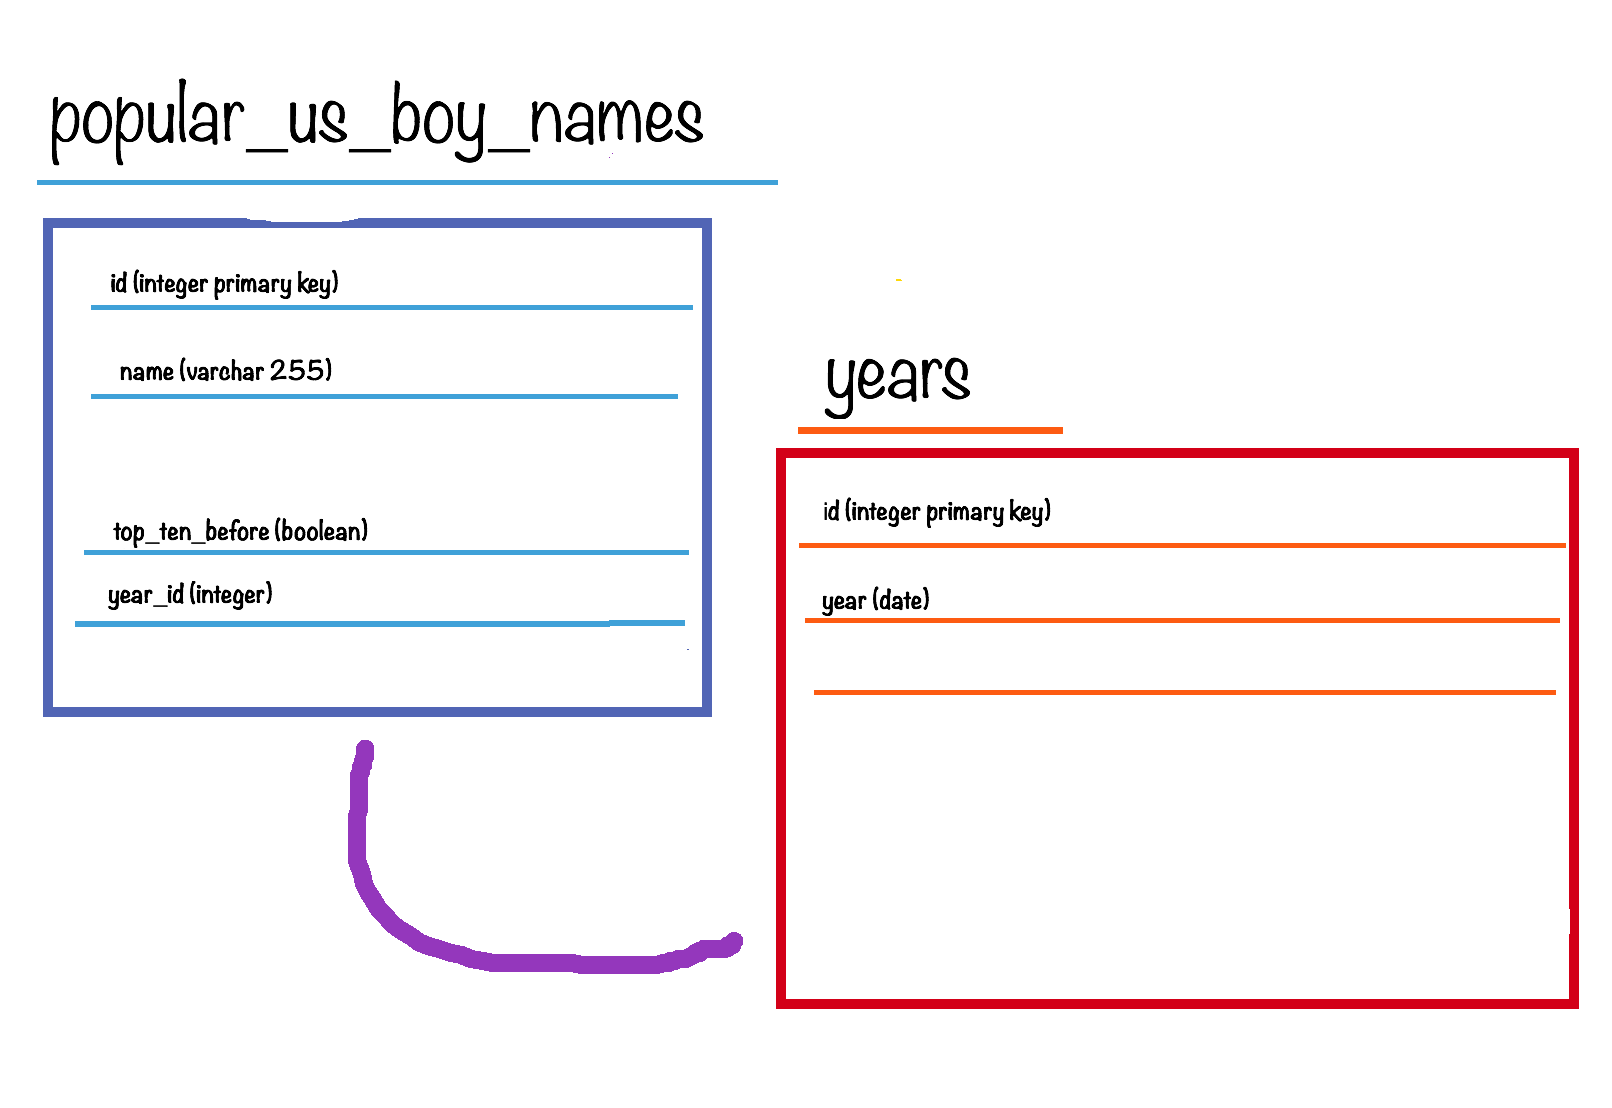 popular_us_boy_names
id (integer primary key)
name (varchar 255)
top_ten_before (boolean)
year_id (integer)
years
id (integer primary key)
year (date)